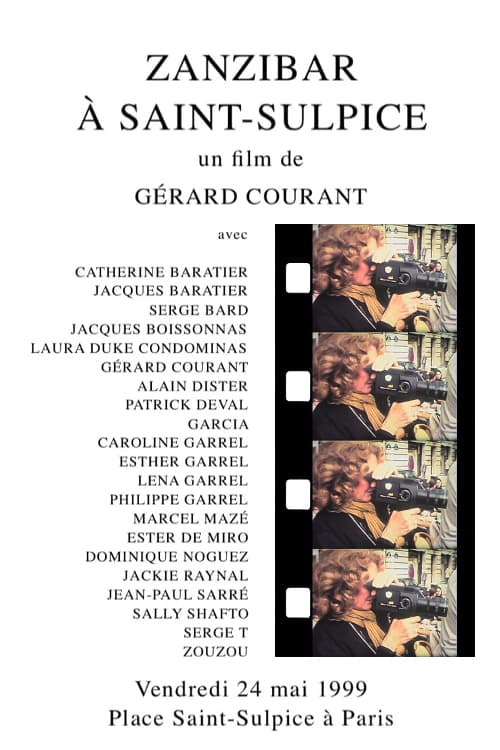 ZANZIBAR
À SAINT-SULPICE
un film de
GÉRARD COURANT
avec
CATHERINE BARATIER
JACQUES BARATIER
SERGE BARD
JACQUES BOISSONNAS
LAURA DUKE CONDOMINAS
GÉRARD COURANT
ALAIN DISTER
PATRICK DEVAL
GARCIA
CAROLINE GARREL
ESTHER GARREL
LENA GARREL
PHILIPPE GARREL
MARCEL MAZÉ
ESTER DE MIRO
DOMINIQUE NOGUEZ
JACKIE RAYNAL
JEAN-PAUL SARRÉ
SALLY SHAFTO
SERGE T
ZOUZOU
Vendredi 24 mai 1999
Place Saint-Sulpice à Paris